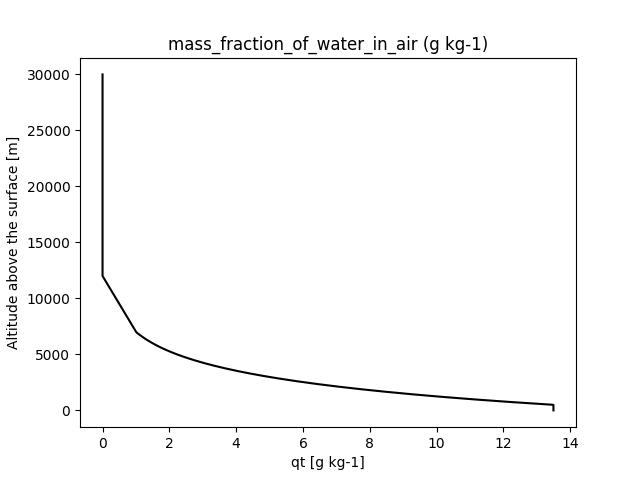 mass_fraction_of_water_in_air (g kg-1)
Altitude above the surface [m]
30000
25000
20000
15000
10000
5000
0
0 2 4 6 8 10 12 14
qt [g kg-1]